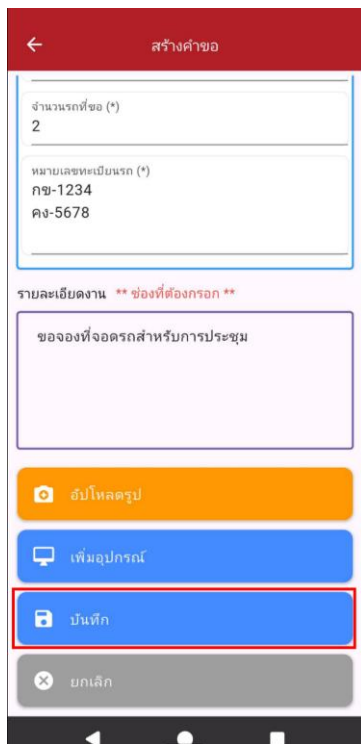 สร้างคำขอ
จำนวนรถที่ขอ (*)
2
หมายเลขทะเบียนรถ (*)
กข-1234
คง-5678
รายละเอียดงาน ** ช่องที่ต้องกรอก **
ขอจองที่จอดรถสำหรับการประชุม
อัปโหลดรูป
เพิ่มอุปกรณ์
บันทึก
ยกเลิก